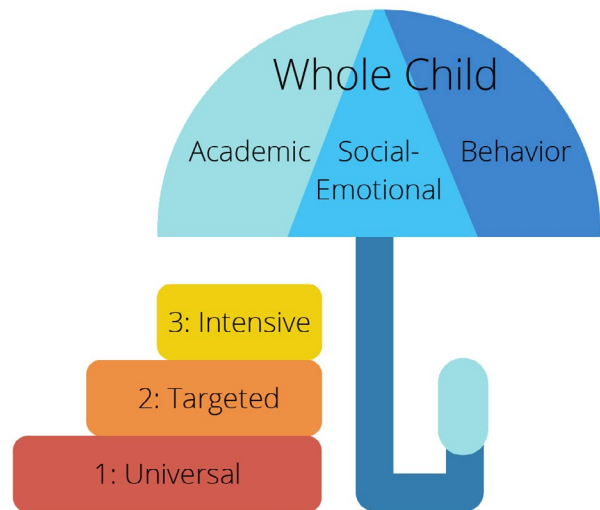 Whole Child
Academic
Social-
Emotional
Behavior
3: Intensive
2: Targeted
1: Universal